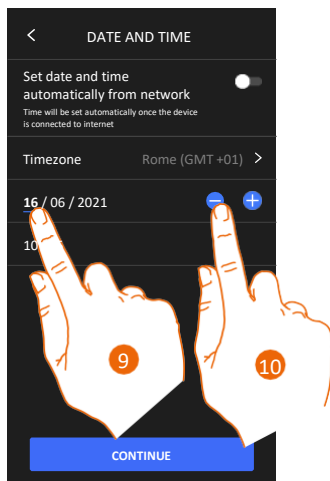 < DATE AND TIME
Set date and time
automatically from network
Time will be set automatically once the device
is connected to internet
Timezone Rome (GMT +01) >
16 / 06 / 2021 - +
10
9
10
CONTINUE